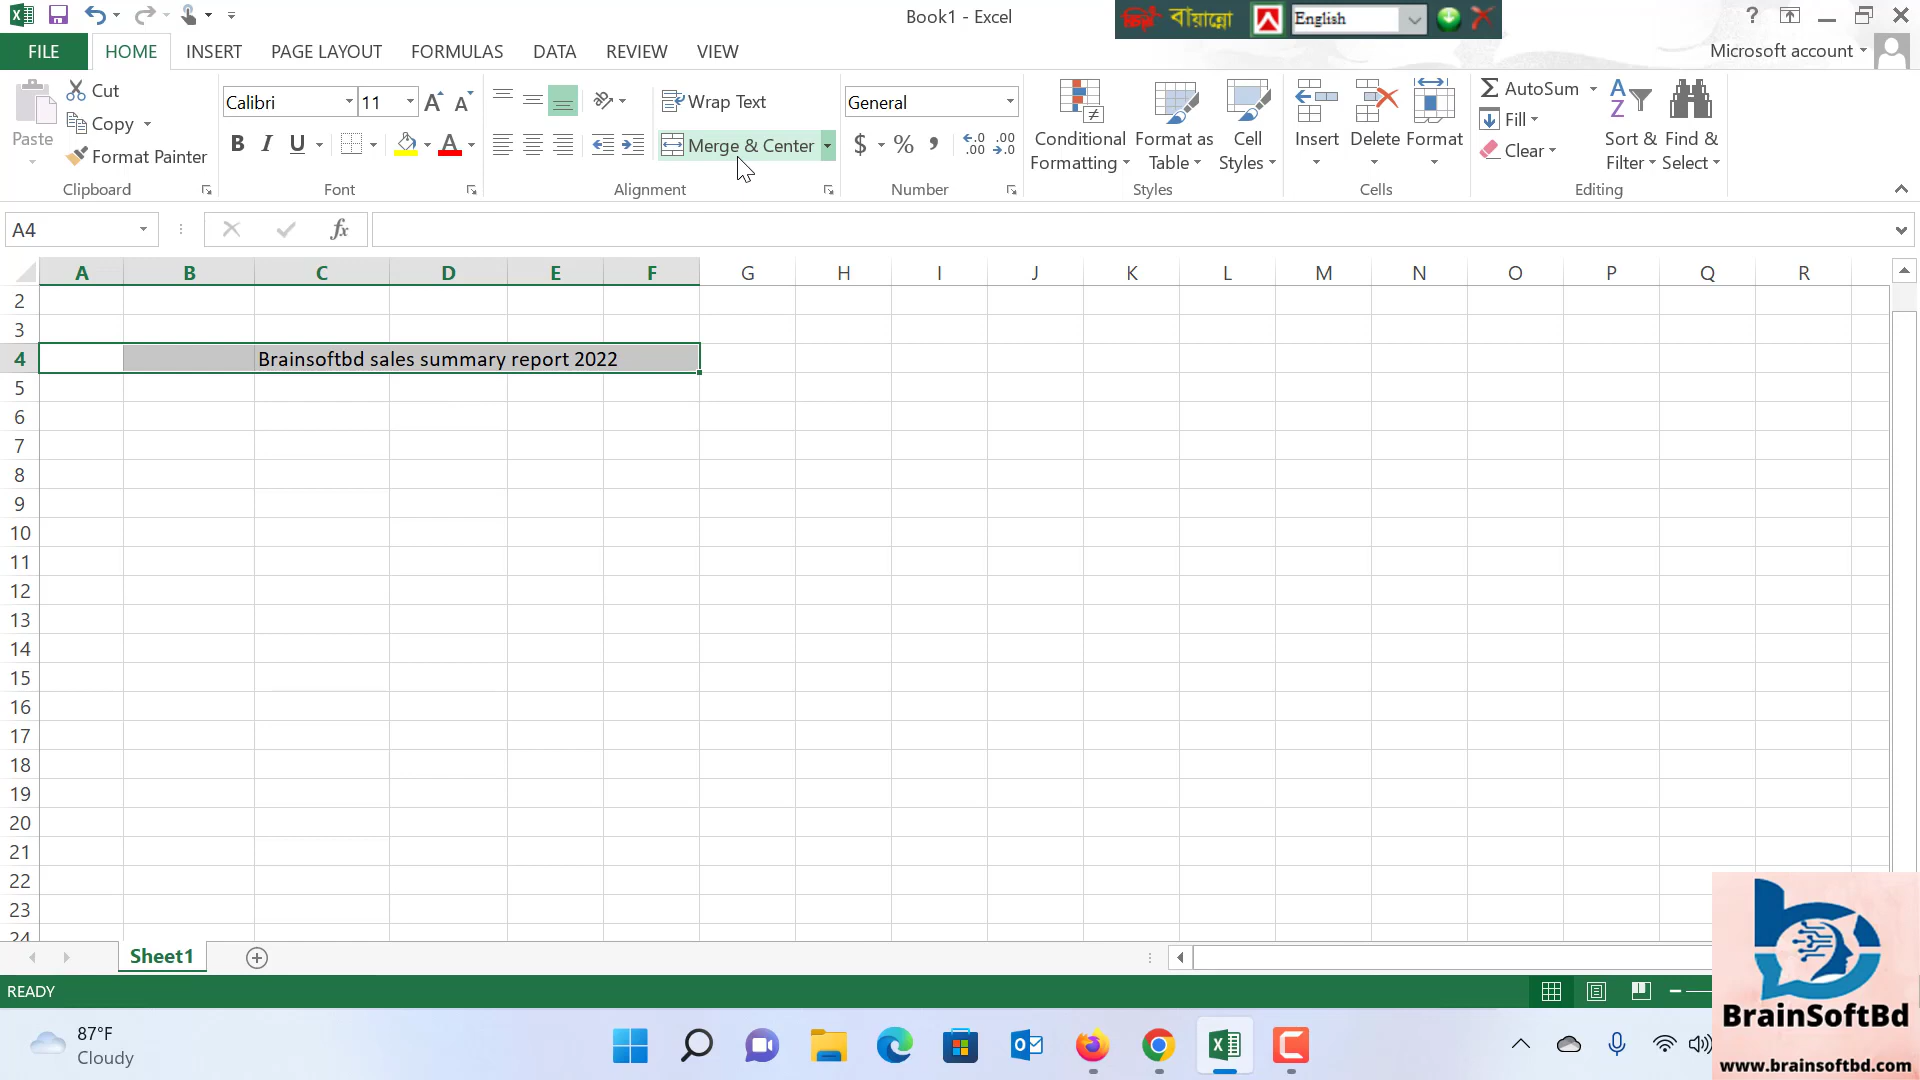 Book1 - Excel
বায়ান্নো
English
?
FILE
HOME
INSERT
PAGE LAYOUT
FORMULAS
DATA
REVIEW
VIEW
Microsoft account
Paste
Cut
Copy
Format Painter
Clipboard
Calibri
11
B I U
Font
Wrap Text
Merge & Center
Alignment
General
$ % ,
Number
Conditional Formatting
Format as Table
Cell Styles
Styles
Insert
Delete
Format
Cells
AutoSum
Fill
Clear
Sort & Filter
Find & Select
Editing
A4
fx
A B C D E F G H I J K L M N O P Q R
2
3
4 Brainsoftbd sales summary report 2022
5
6
7
8
9
10
11
12
13
14
15
16
17
18
19
20
21
22
23
24
Sheet1
READY
87°F
Cloudy
BrainSoftBd
www.brainsoftbd.com